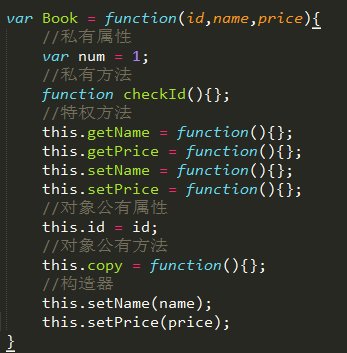 var Book = function(id,name,price){
//私有属性
var num = 1;
//私有方法
function checkId(){};
//特权方法
this.getName = function(){};
this.getPrice = function(){};
this.setName = function(){};
this.setPrice = function(){};
//对象公有属性
this.id = id;
//对象公有方法
this.copy = function(){};
//构造器
this.setName(name);
this.setPrice(price);
}